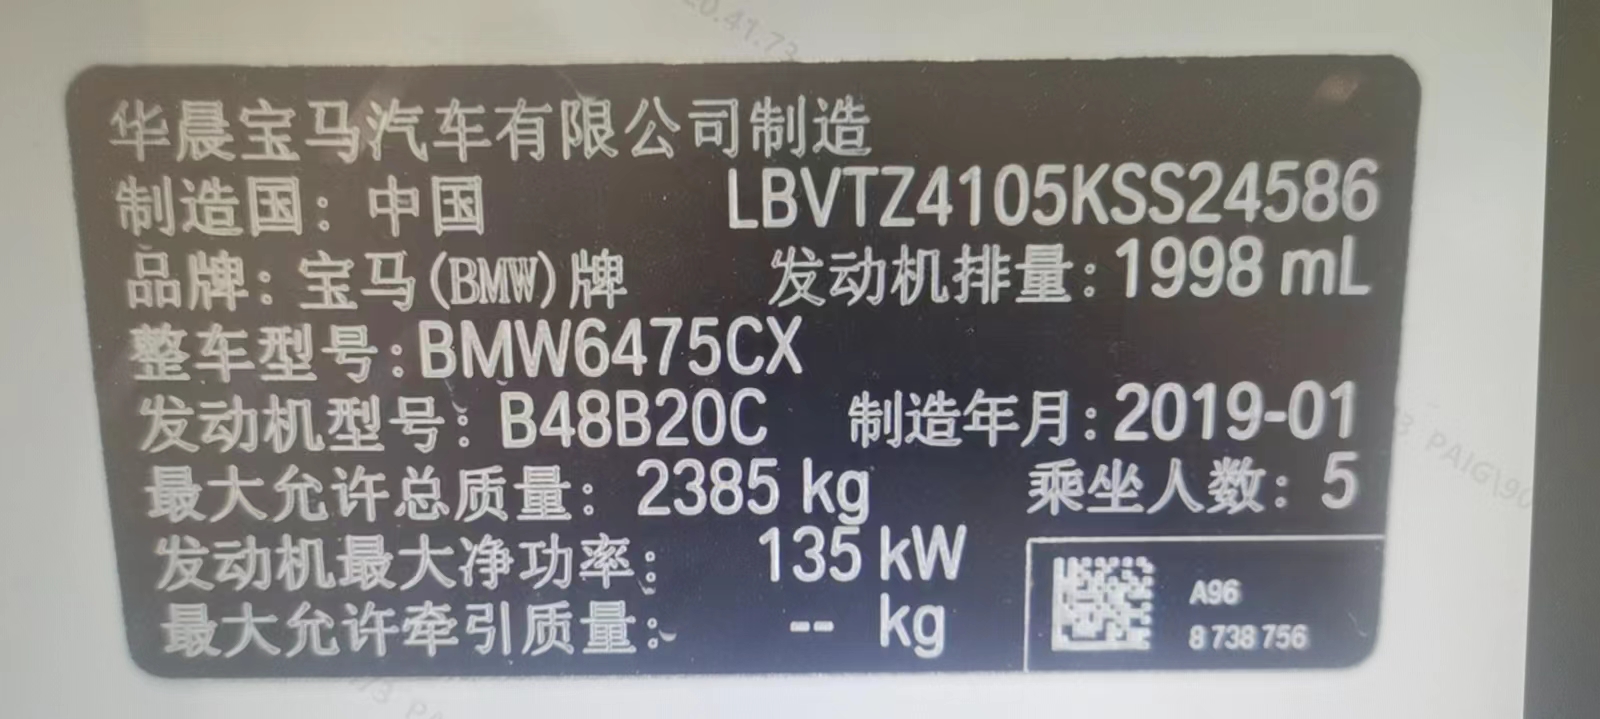 20.41.73
华晨宝马汽车有限公司制造
制造国：中国 LBVTZ4105KSS24586
品牌：宝马(BMW)牌 发动机排量：1998 mL
整车型号：BMW6475CX
发动机型号：B48B20C 制造年月：2019-01
最大允许总质量：2385 kg 乘坐人数：5
发动机最大净功率：135 kW
最大允许牵引质量：-- kg
A96
8 738 756